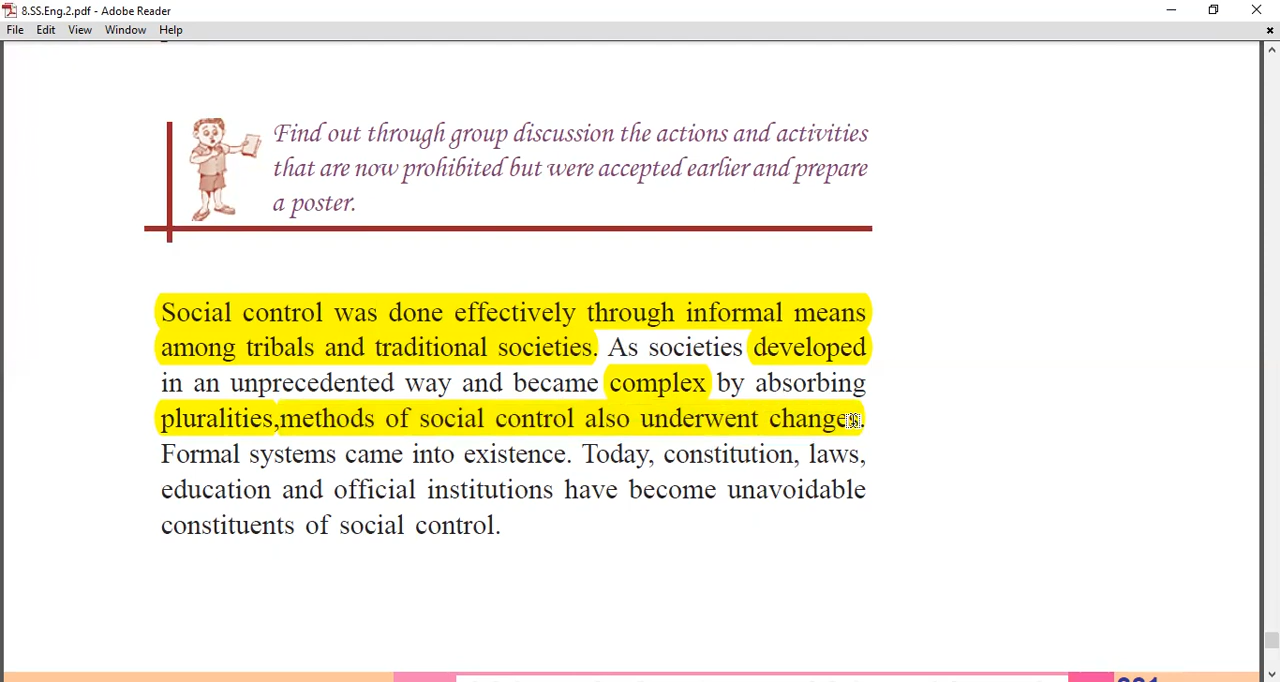 8.SS.Eng.2.pdf - Adobe Reader
File Edit View Window Help
Find out through group discussion the actions and activities
that are now prohibited but were accepted earlier and prepare
a poster.
Social control was done effectively through informal means
among tribals and traditional societies. As societies developed
in an unprecedented way and became complex by absorbing
pluralities,methods of social control also underwent changes.
Formal systems came into existence. Today, constitution, laws,
education and official institutions have become unavoidable
constituents of social control.